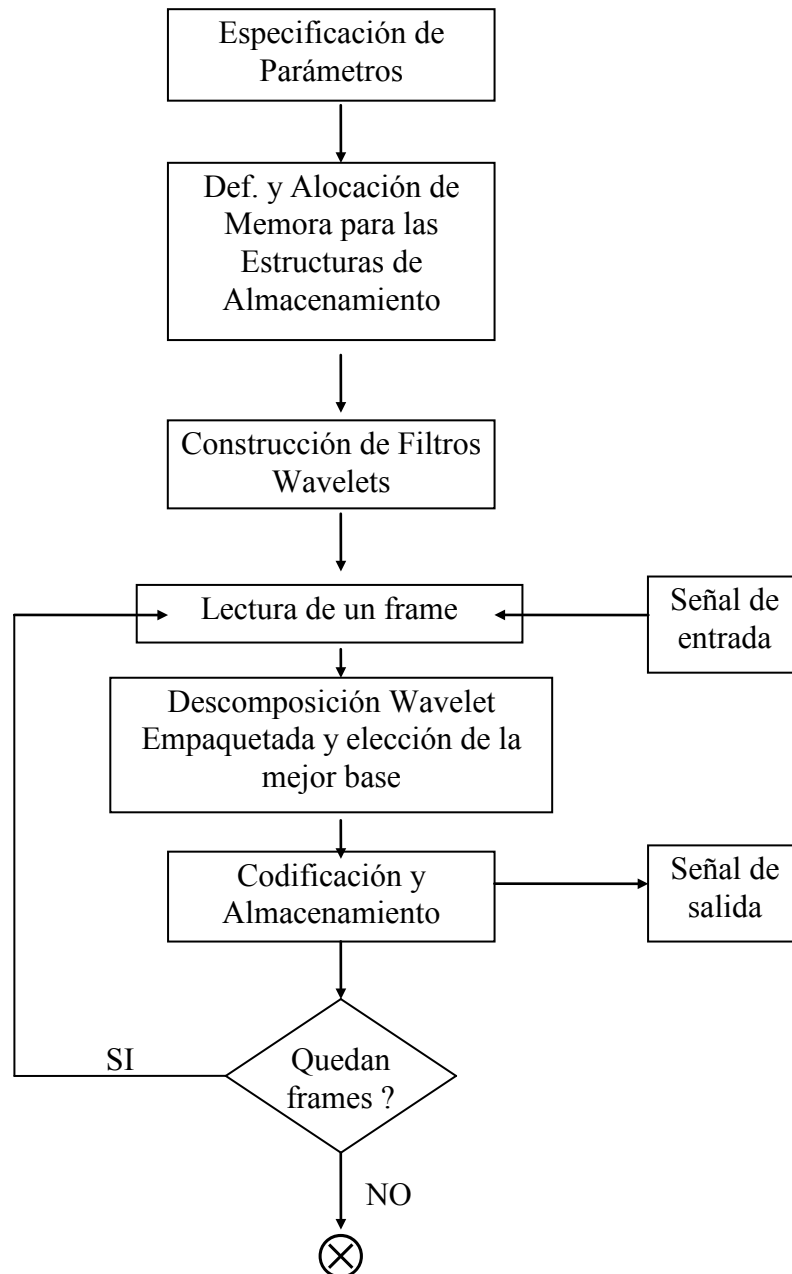 Especificación de
Parámetros
Def. y Alocación de
Memora para las
Estructuras de
Almacenamiento
Construcción de Filtros
Wavelets
Lectura de un frame
Señal de
entrada
Descomposición Wavelet
Empaquetada y elección de la
mejor base
Codificación y
Almacenamiento
Señal de
salida
SI
Quedan
frames ?
NO